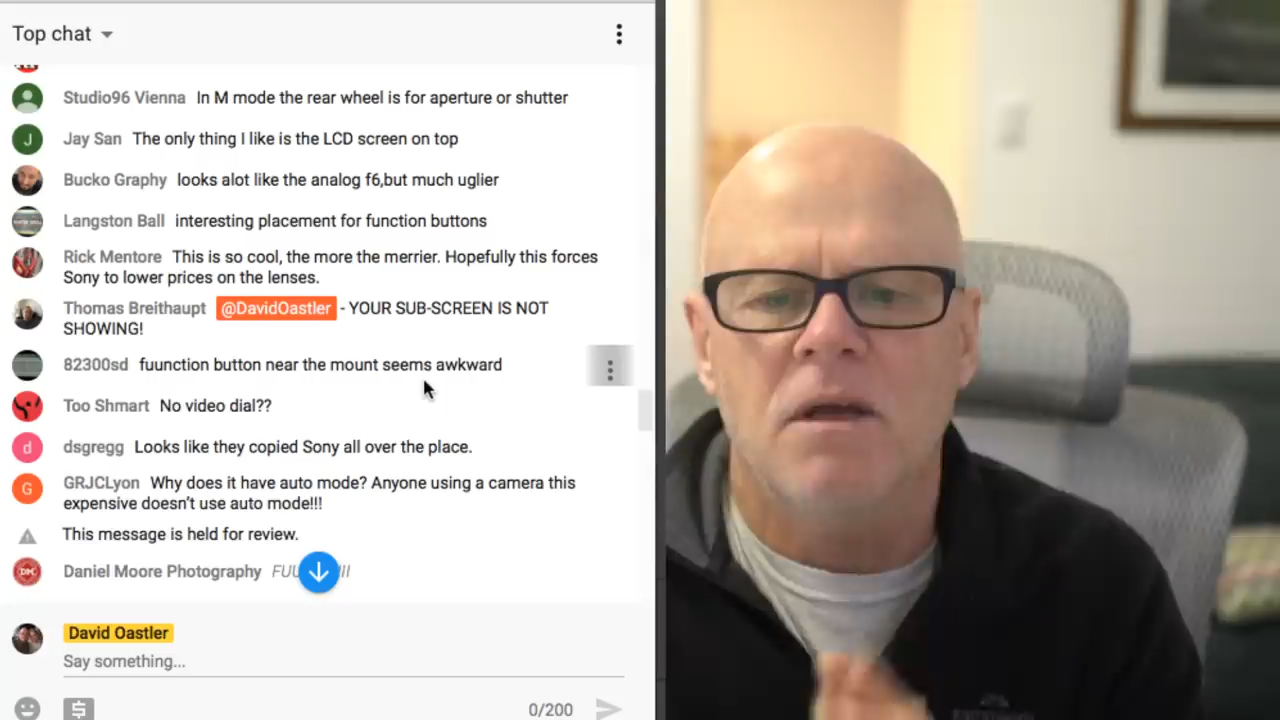 Top chat
Studio96 Vienna In M mode the rear wheel is for aperture or shutter
J
Jay San The only thing I like is the LCD screen on top
Bucko Graphy looks alot like the analog f6,but much uglier
Langston Ball interesting placement for function buttons
Rick Mentore This is so cool, the more the merrier. Hopefully this forces
Sony to lower prices on the lenses.
Thomas Breithaupt @DavidOastler - YOUR SUB-SCREEN IS NOT
SHOWING!
82300sd fuunction button near the mount seems awkward
Too Shmart No video dial??
d
dsgregg Looks like they copied Sony all over the place.
G
GRJCLyon Why does it have auto mode? Anyone using a camera this
expensive doesn't use auto mode!!!
This message is held for review.
DM
Daniel Moore Photography
David Oastler
Say something...
$
0/200